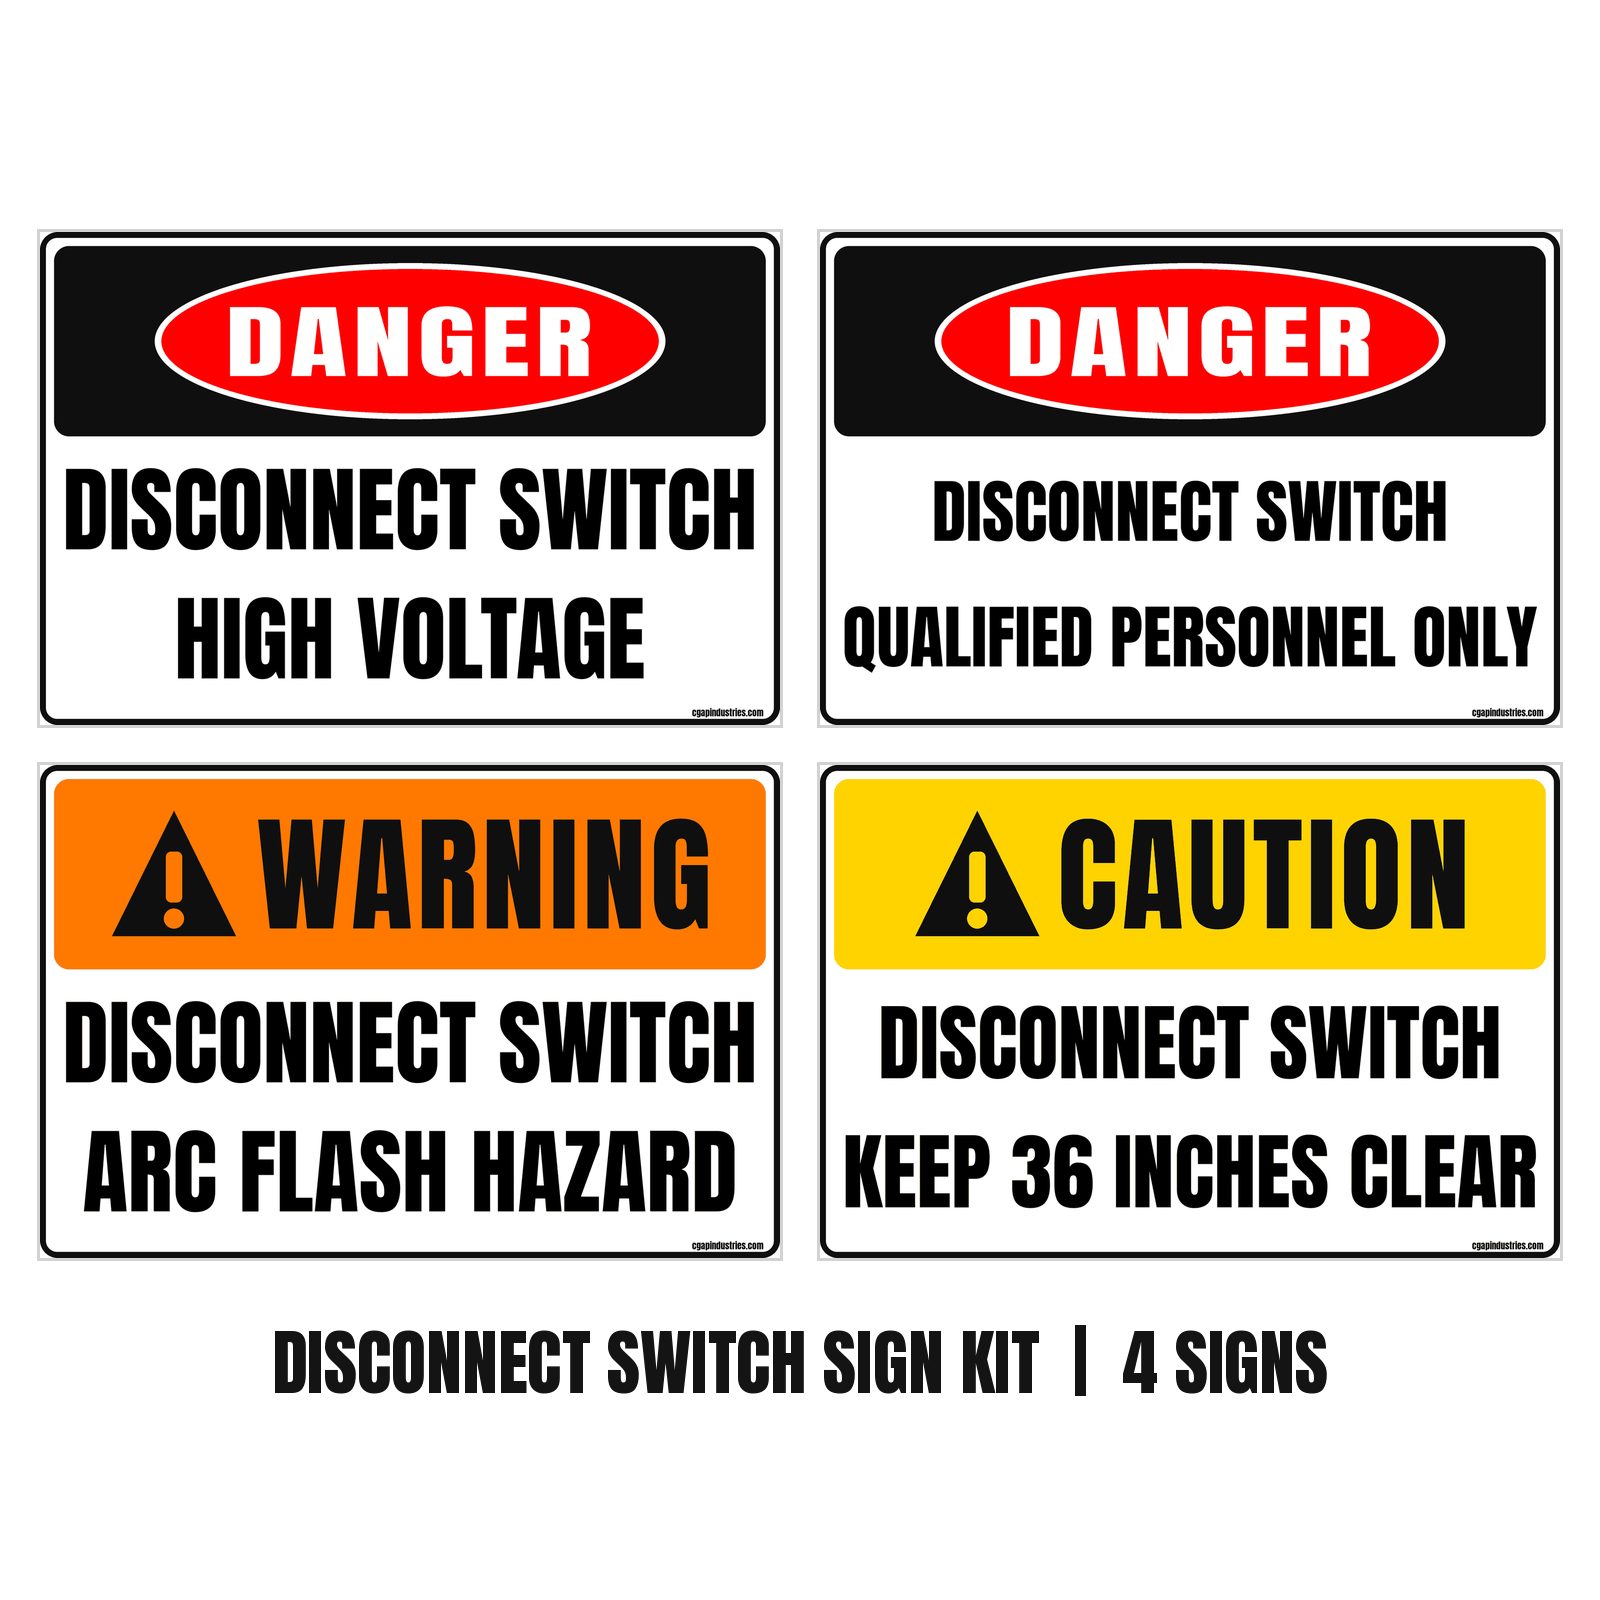 DANGER
DISCONNECT SWITCH
HIGH VOLTAGE
cgapindustries.com
DANGER
DISCONNECT SWITCH
QUALIFIED PERSONNEL ONLY
cgapindustries.com
WARNING
DISCONNECT SWITCH
ARC FLASH HAZARD
cgapindustries.com
CAUTION
DISCONNECT SWITCH
KEEP 36 INCHES CLEAR
cgapindustries.com
DISCONNECT SWITCH SIGN KIT | 4 SIGNS